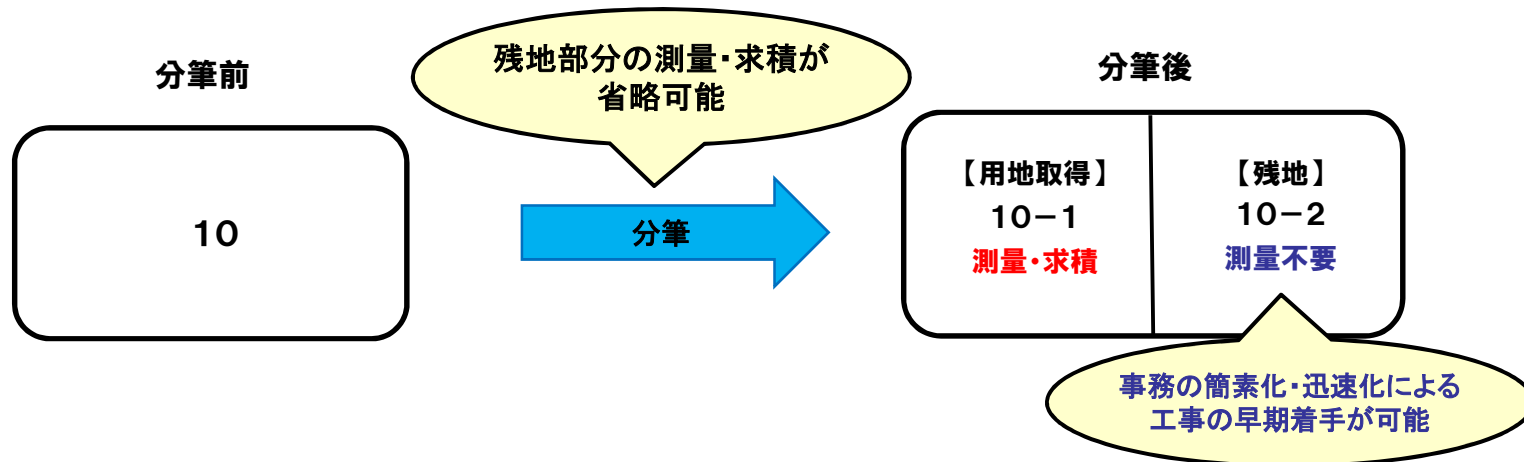 分筆前
残地部分の測量・求積が
省略可能
分筆後
10
分筆
【用地取得】
10－1
測量・求積
【残地】
10－2
測量不要
事務の簡素化・迅速化による
工事の早期着手が可能